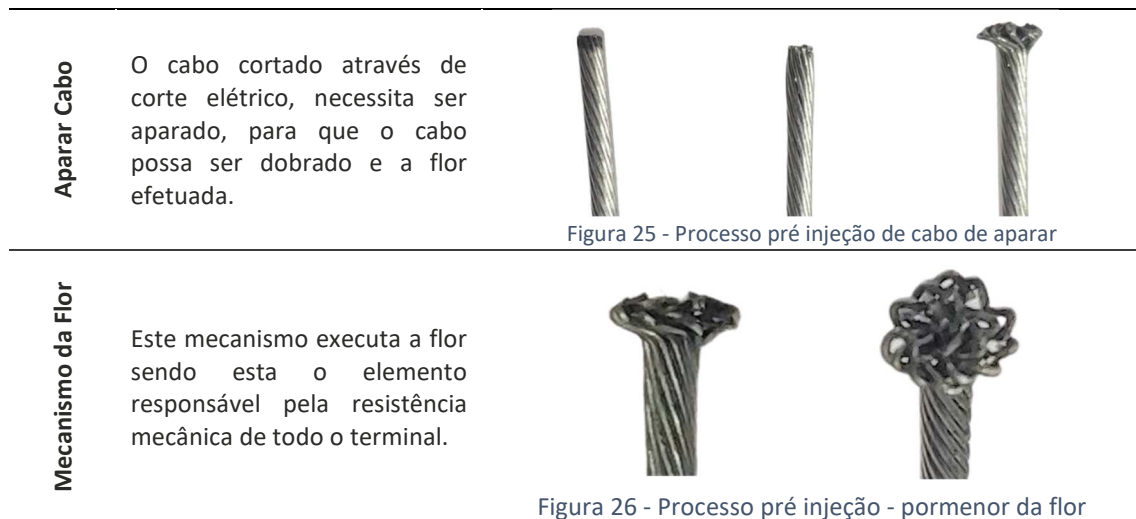 Aparar Cabo
O cabo cortado através de
corte elétrico, necessita ser
aparado, para que o cabo
possa ser dobrado e a flor
efetuada.
Figura 25 - Processo pré injeção de cabo de aparar
Mecanismo da Flor
Este mecanismo executa a flor
sendo esta o elemento
responsável pela resistência
mecânica de todo o terminal.
Figura 26 - Processo pré injeção - pormenor da flor